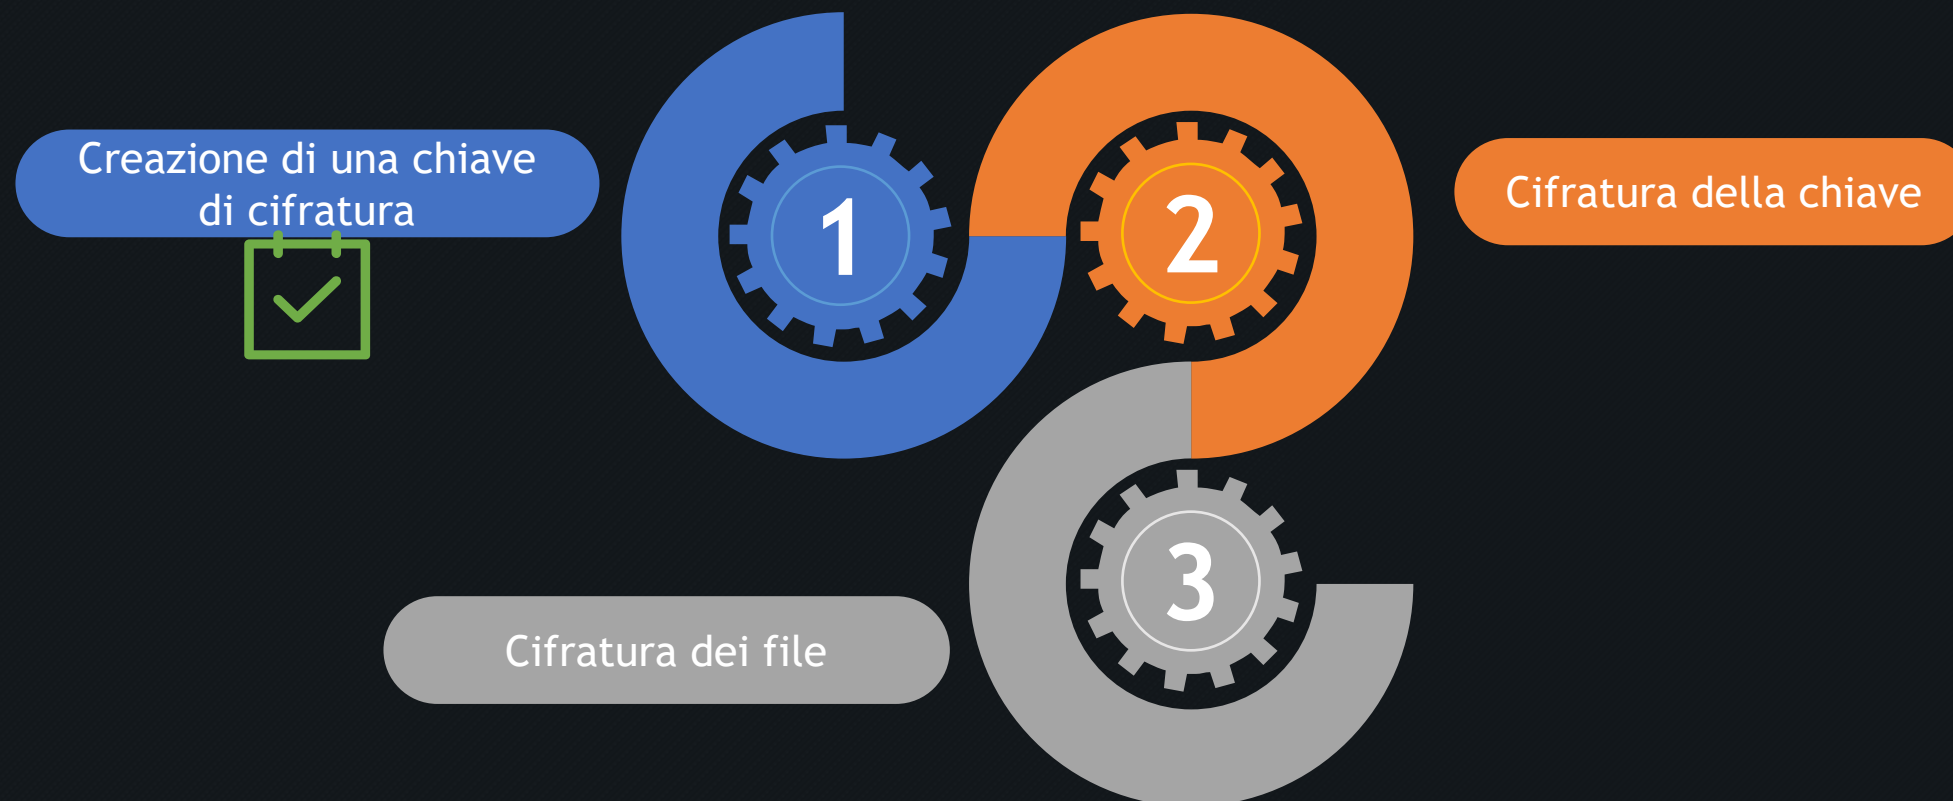 Creazione di una chiave
di cifratura
1
2
Cifratura della chiave
Cifratura dei file
3